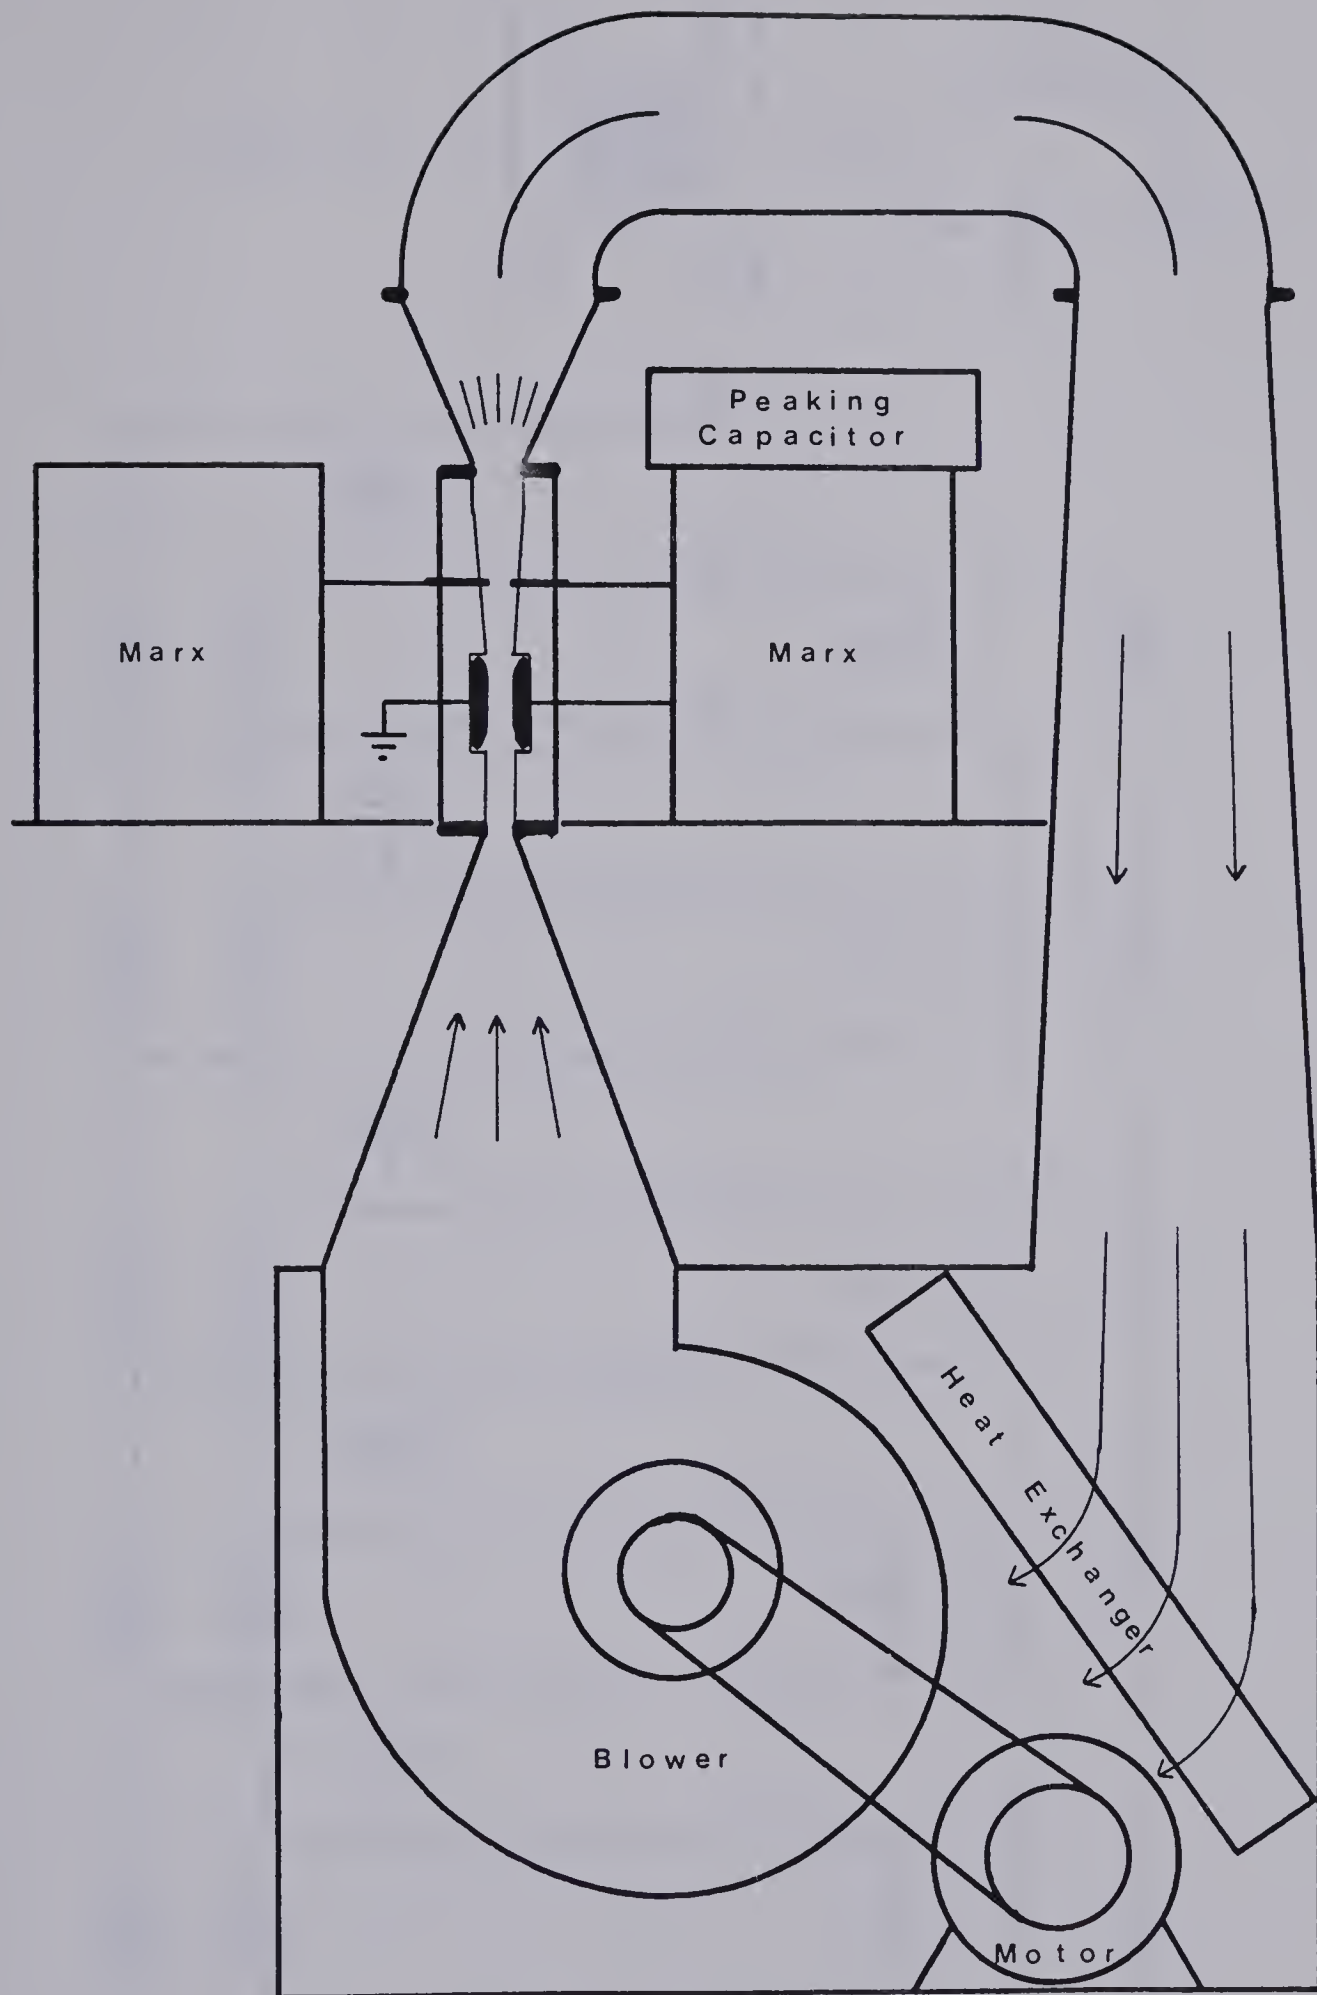 Peaking
Capacitor
Marx
Marx
Heat Exchanger
Blower
Motor